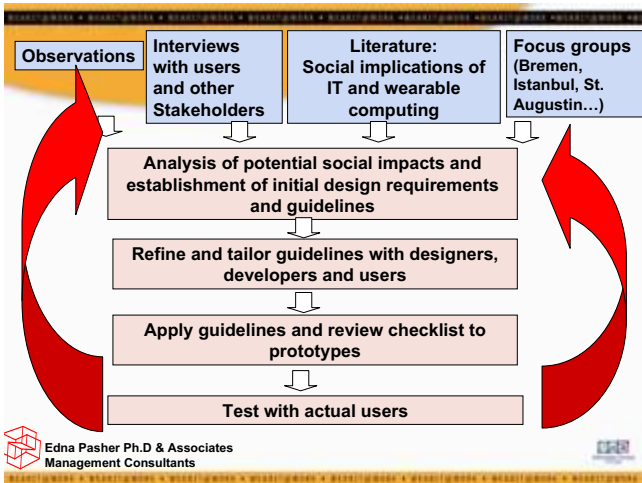 Observations
Interviews
with users
and other
Stakeholders
Literature:
Social implications of
IT and wearable
computing
Focus groups
(Bremen,
Istanbul, St.
Augustin…)
Analysis of potential social impacts and
establishment of initial design requirements
and guidelines
Refine and tailor guidelines with designers,
developers and users
Apply guidelines and review checklist to
prototypes
Test with actual users
Edna Pasher Ph.D & Associates
Management Consultants